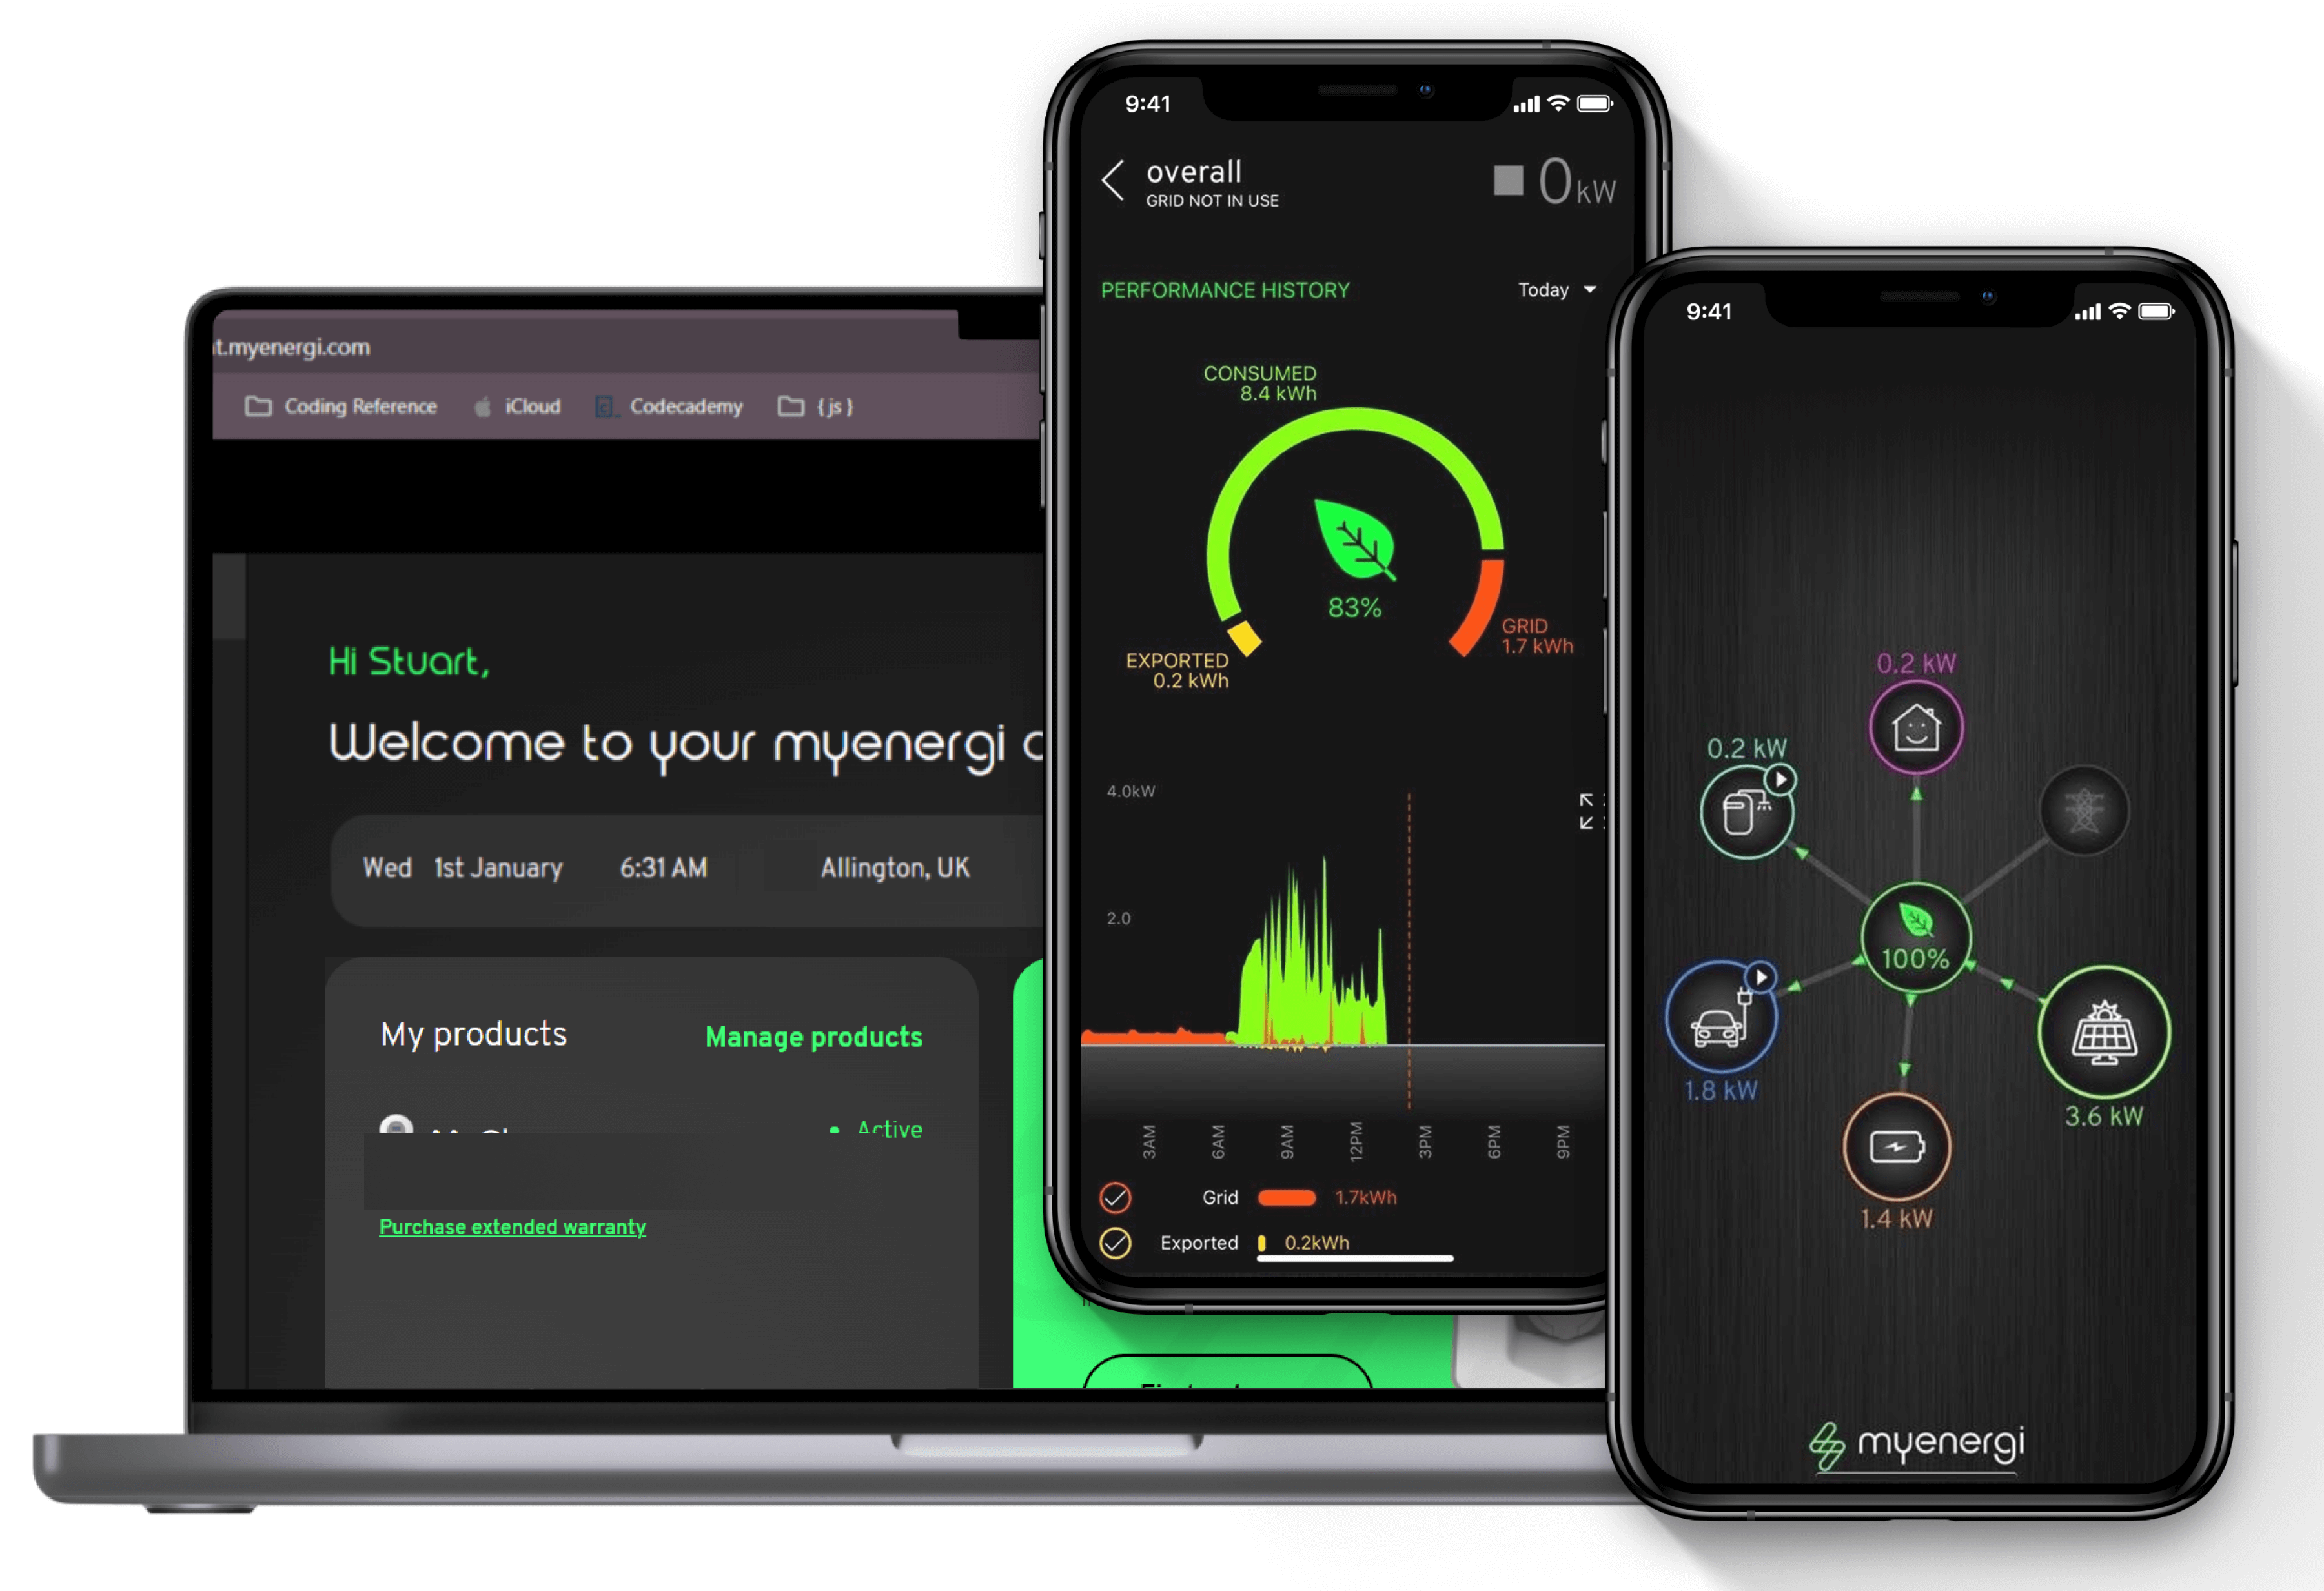 t.myenergi.com
Coding Reference iCloud Codecademy { js }
Hi Stuart,
Welcome to your myenergi
Wed 1st January 6:31 AM Allington, UK
My products Manage products
Active
Purchase extended warranty
9:41
overall
GRID NOT IN USE
0kW
PERFORMANCE HISTORY Today
CONSUMED
8.4 kWh
83%
GRID
1.7 kWh
EXPORTED
0.2 kWh
4.0kW
2.0
3AM 6AM 9AM 12PM 3PM 6PM 9PM
Grid 1.7kWh
Exported 0.2kWh
9:41
0.2 kW
0.2 kW
100%
1.8 kW
3.6 kW
1.4 kW
myenergi